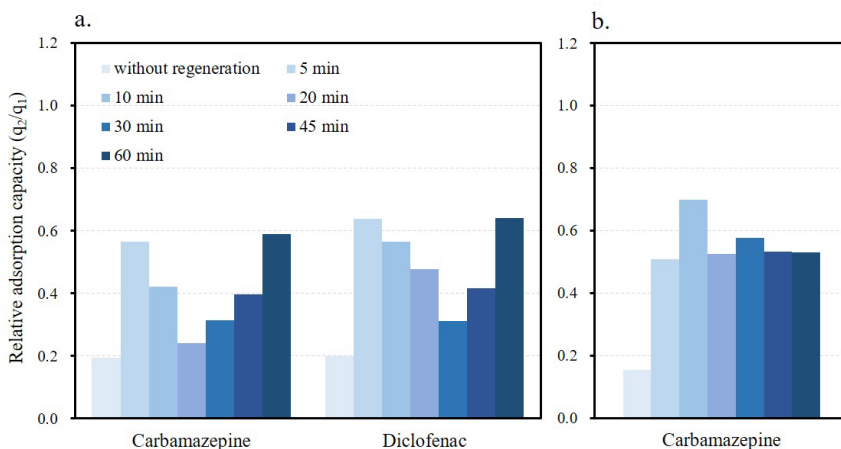 a.
Relative adsorption capacity (q₂/q₁)
1.2
1.0
0.8
0.6
0.4
0.2
0.0
without regeneration
5 min
10 min
20 min
30 min
45 min
60 min
Carbamazepine
Diclofenac
b.
1.2
1.0
0.8
0.6
0.4
0.2
0.0
Carbamazepine